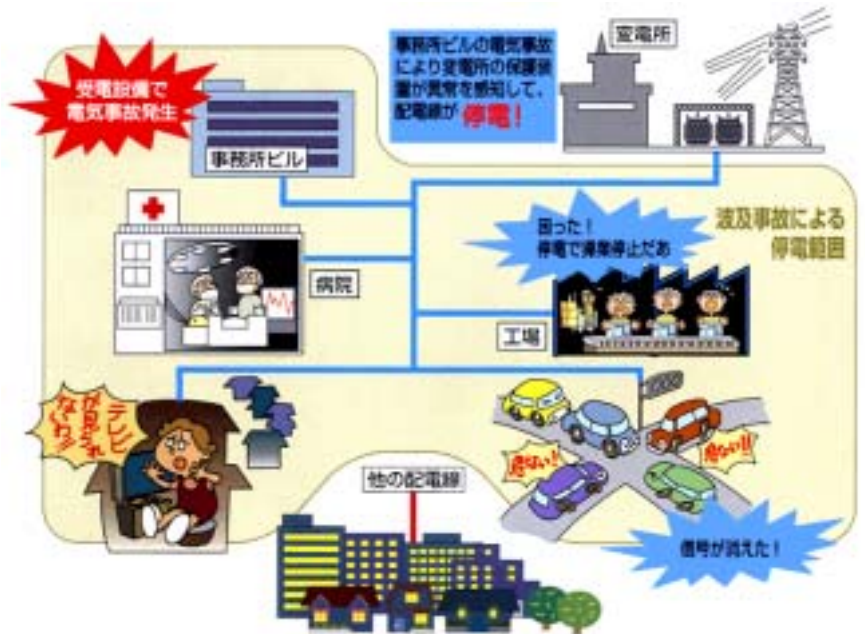 受電設備で
電気事故発生
事務所ビル
事務所ビルの電気事故
により変電所の保護装
置が異常を感知して、
配電線が 停電！
変電所
病院
困った！
停電で操業停止だあ
波及事故による
停電範囲
工場
テレビ
が見られ
ないわ!!
危ない!!
危ない!!
他の配電線
信号が消えた！